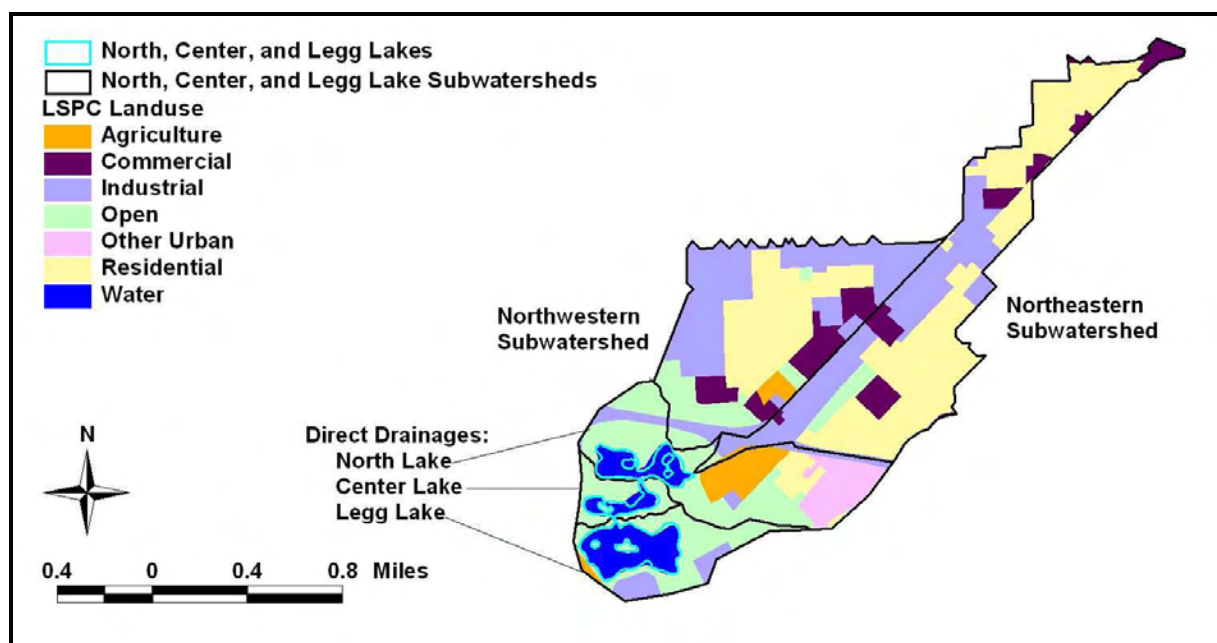 North, Center, and Legg Lakes
North, Center, and Legg Lake Subwatersheds
LSPC Landuse
Agriculture
Commercial
Industrial
Open
Other Urban
Residential
Water
Northwestern
Subwatershed
Northeastern
Subwatershed
Direct Drainages:
North Lake
Center Lake
Legg Lake
N
0.4 0 0.4 0.8 Miles